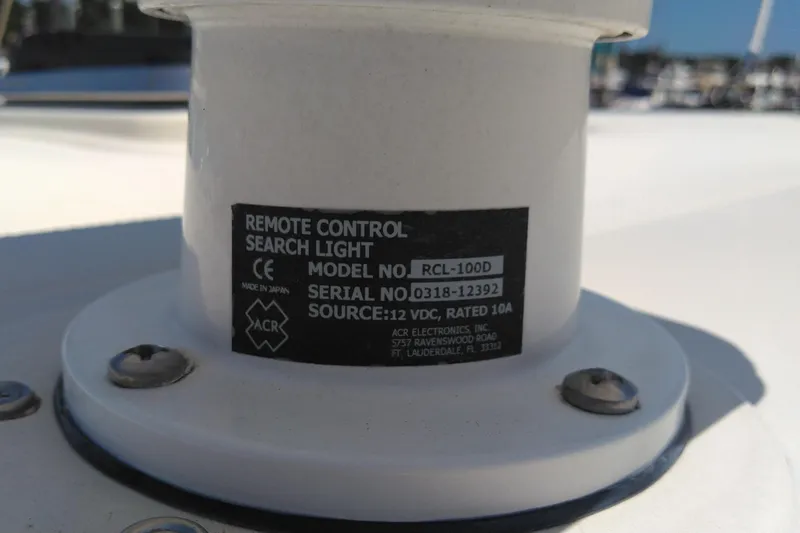 REMOTE CONTROL
SEARCH LIGHT
CE
MODEL NO. RCL-100D
MADE IN JAPAN
SERIAL NO. 0318-12392
SOURCE: 12 VDC, RATED 10A
ACR
ACR ELECTRONICS, INC.
5757 RAVENSWOOD ROAD
FT. LAUDERDALE, FL 33312